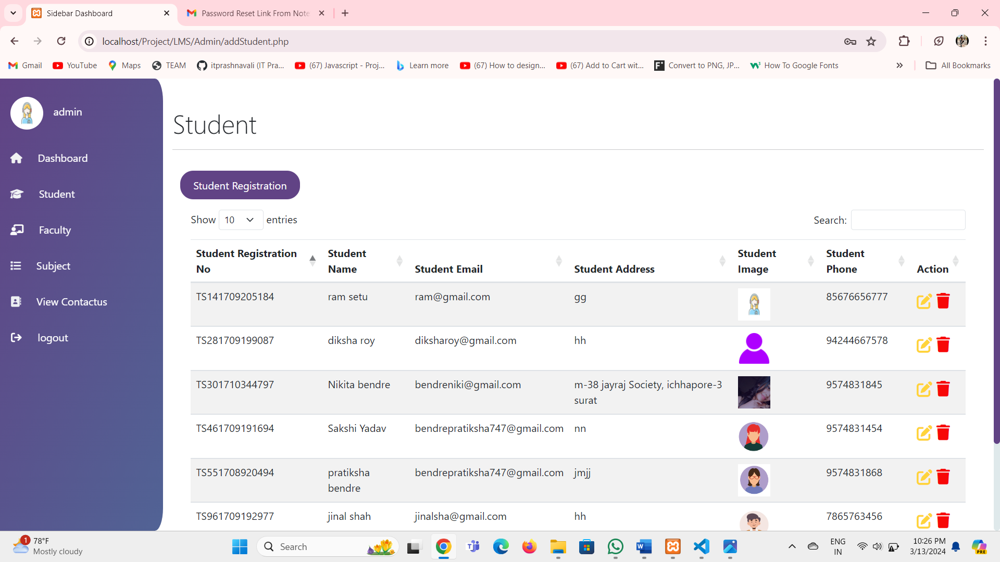 Sidebar Dashboard
Password Reset Link From Note
localhost/Project/LMS/Admin/addStudent.php
Gmail YouTube Maps TEAM itprashnavali (IT Pra... (67) Javascript - Proj... (67) How to design... (67) Add to Cart wit... Convert to PNG, JP... How To Google Fonts All Bookmarks
admin
Dashboard
Student
Faculty
Subject
View Contactus
logout
Student
Student Registration
Show 10 entries
Search:
Student Registration No Student Name Student Email Student Address Student Image Student Phone Action
TS141709205184 ram setu ram@gmail.com gg 85676656777
TS281709199087 diksha roy diksharoy@gmail.com hh 94244667578
TS301710344797 Nikita bendre bendreniki@gmail.com m-38 jayraj Society, ichhapore-3 surat 9574831845
TS461709191694 Sakshi Yadav bendrepratiksha747@gmail.com nn 9574831454
TS551708920494 pratiksha bendre bendrepratiksha747@gmail.com jmjj 9574831868
TS961709192977 jinal shah jinalsha@gmail.com hh 7865763456
1
78°F
Mostly cloudy
Search
ENG
IN
10:26 PM
3/13/2024
PRE